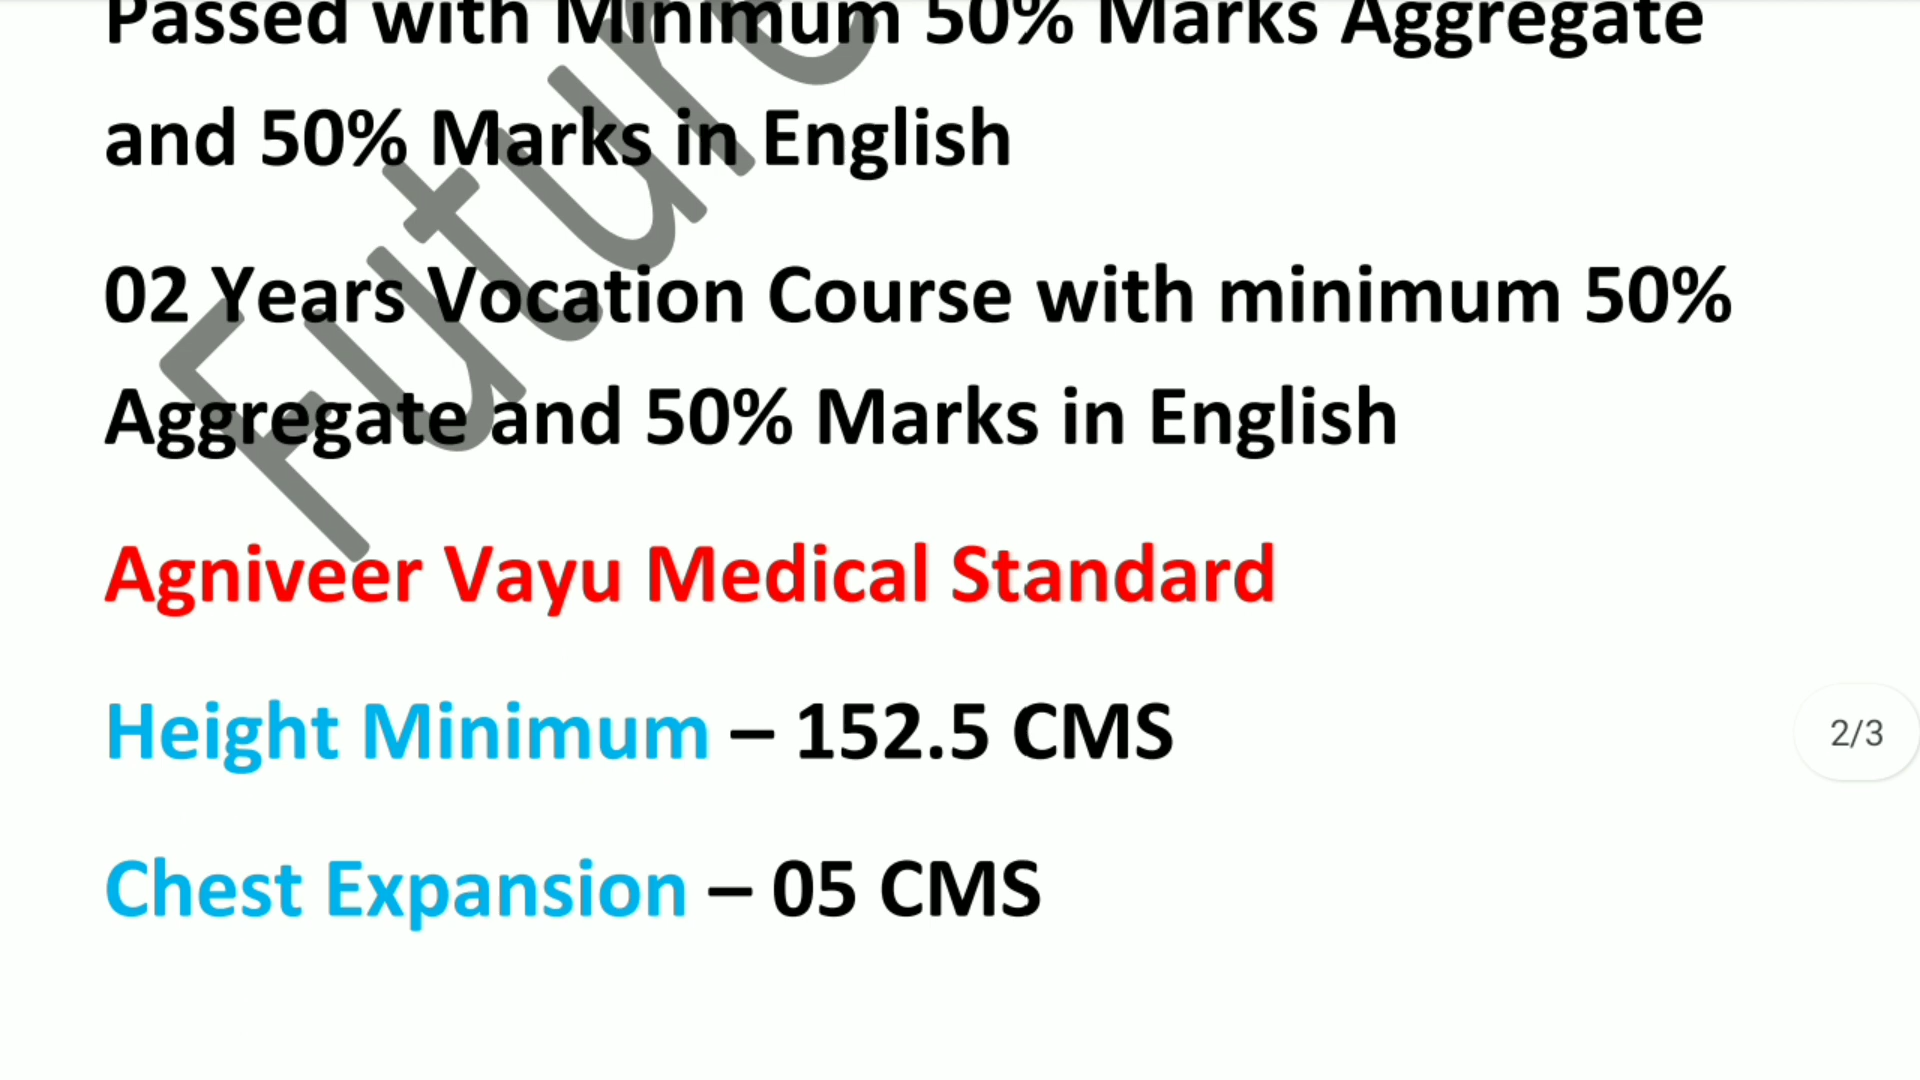 Passed with Minimum 50% Marks Aggregate
and 50% Marks in English
02 Years Vocation Course with minimum 50%
Aggregate and 50% Marks in English
Agniveer Vayu Medical Standard
Height Minimum – 152.5 CMS
2/3
Chest Expansion – 05 CMS
Future